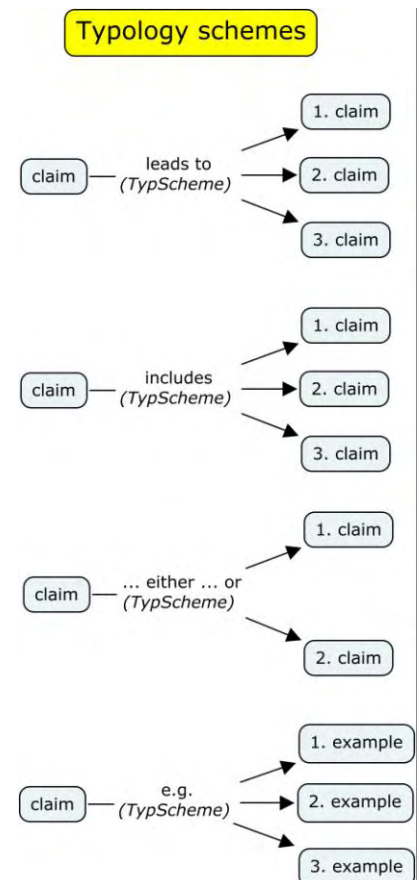 Typology schemes
1. claim
claim
leads to
(TypScheme)
2. claim
3. claim
1. claim
claim
includes
(TypScheme)
2. claim
3. claim
1. claim
claim
... either ... or
(TypScheme)
2. claim
1. example
claim
e.g.
(TypScheme)
2. example
3. example